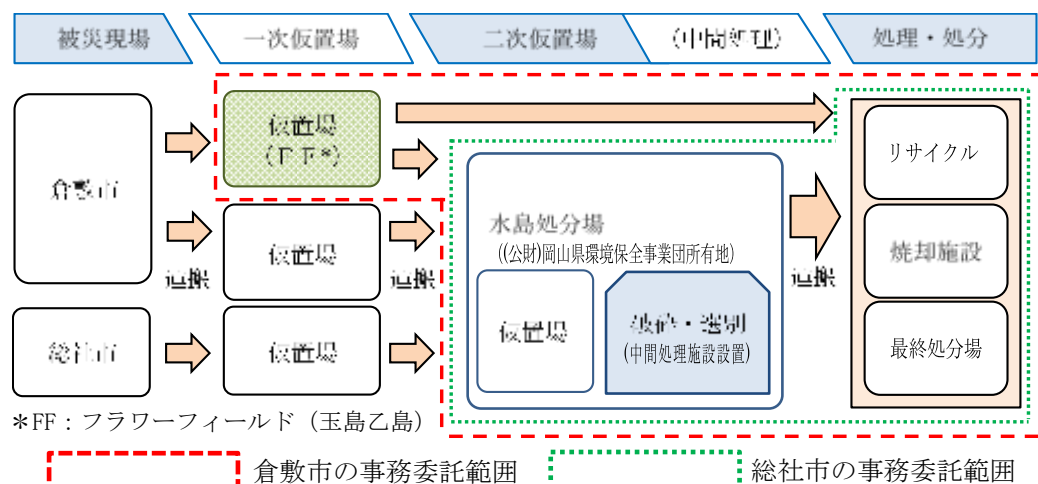 被災現場
一次仮置場
二次仮置場
(中間処理)
処理・処分
倉敷市
仮置場
(FF*)
仮置場
運搬
運搬
総社市
仮置場
水島処分場
((公財)岡山県環境保全事業団所有地)
仮置場
破砕・選別
(中間処理施設設置)
運搬
リサイクル
焼却施設
最終処分場
*FF:フラワーフィールド(玉島乙島)
倉敷市の事務委託範囲
総社市の事務委託範囲